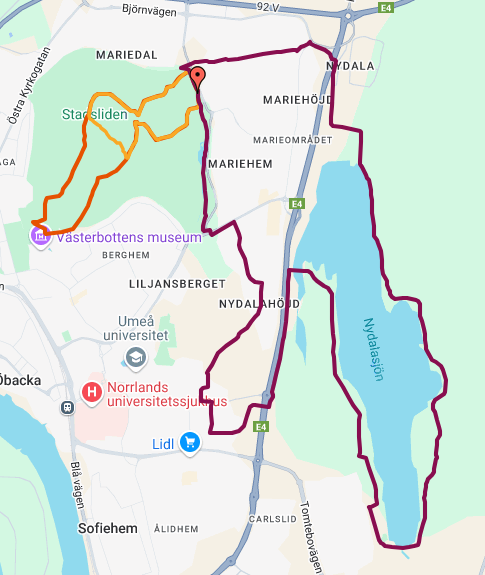 Björnvägen
92 V
E4
MARIEDAL
NYDALA
Östra Kyrkogatan
Stadsliden
MARIEHÖJD
MARIEOMRÅDET
AGA
MARIEHEM
E4
Västerbottens museum
BERGHEM
LILJANSBERGET
NYDALAHÖJD
Umeå
universitet
Nydalasjön
Öbacka
H
Norrlands
universitetssjukhus
Lidl
E4
Blå vägen
Tomtebovägen
CARLSLID
Sofiehem
ÅLIDHEM